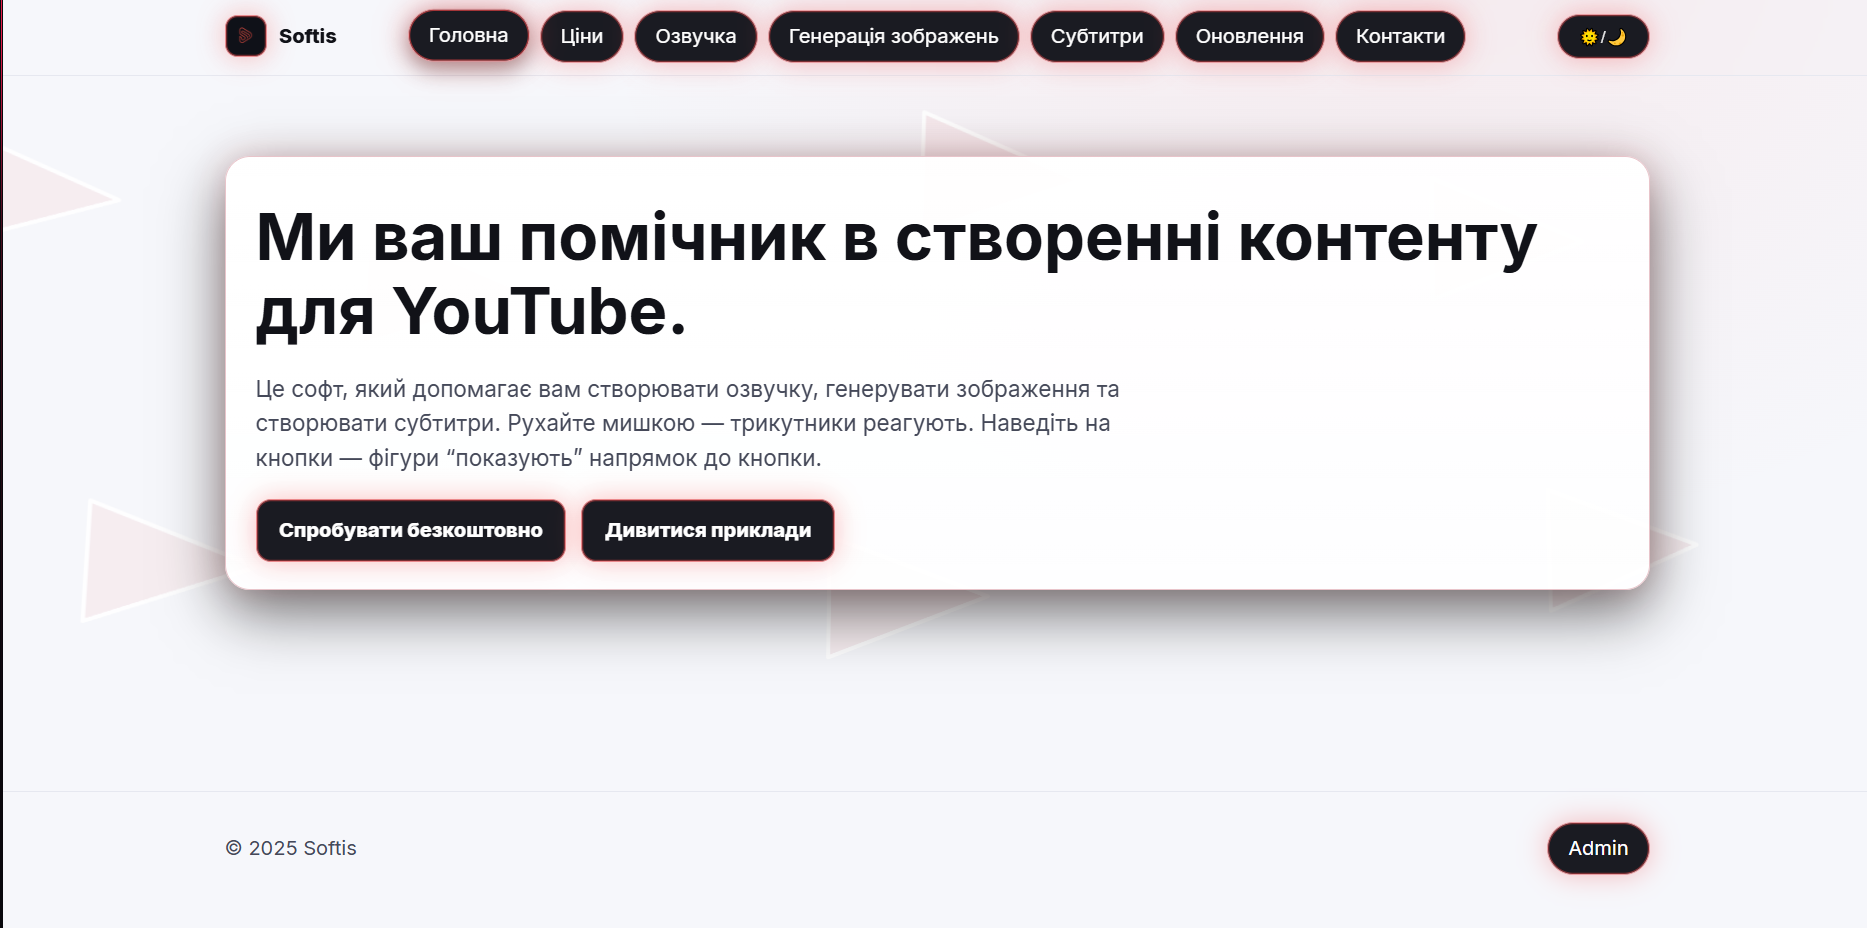 Softis
Головна
Ціни
Озвучка
Генерація зображень
Субтитри
Оновлення
Контакти
🌞/🌙
Ми ваш помічник в створенні контенту
для YouTube.
Це софт, який допомагає вам створювати озвучку, генерувати зображення та
створювати субтитри. Рухайте мишкою — трикутники реагують. Наведіть на
кнопки — фігури “показують” напрямок до кнопки.
Спробувати безкоштовно
Дивитися приклади
© 2025 Softis
Admin